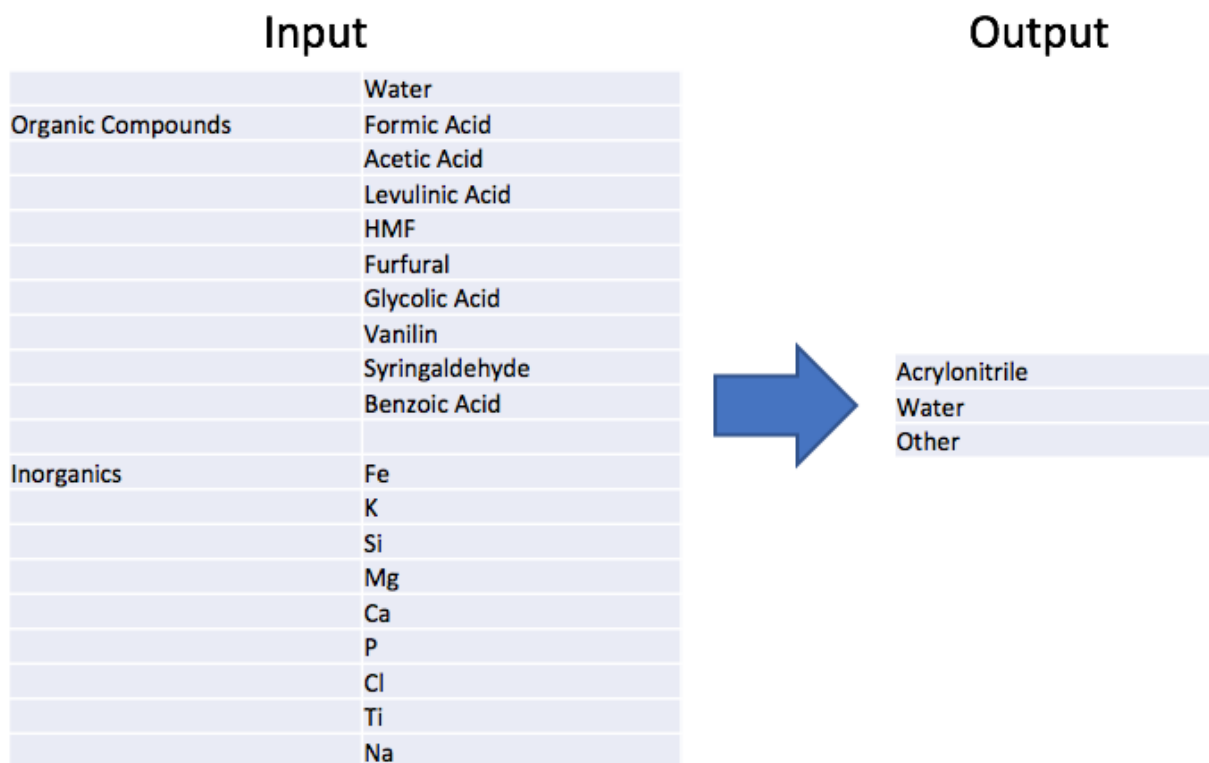 Input
Output
Water
Organic Compounds Formic Acid
Acetic Acid
Levulinic Acid
HMF
Furfural
Glycolic Acid
Vanilin
Syringaldehyde
Benzoic Acid
Inorganics Fe
K
Si
Mg
Ca
P
Cl
Ti
Na
Acrylonitrile
Water
Other